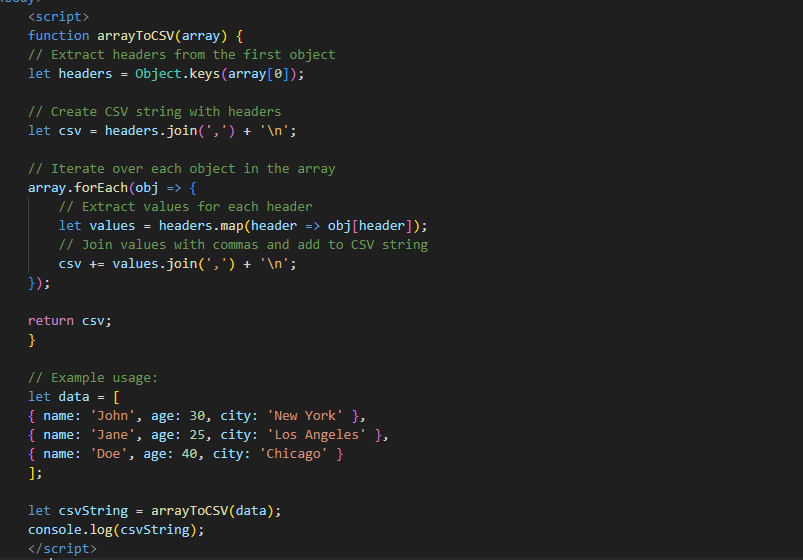 <script>
function arrayToCSV(array) {
// Extract headers from the first object
let headers = Object.keys(array[0]);
// Create CSV string with headers
let csv = headers.join(',') + '\n';
// Iterate over each object in the array
array.forEach(obj => {
// Extract values for each header
let values = headers.map(header => obj[header]);
// Join values with commas and add to CSV string
csv += values.join(',') + '\n';
});
return csv;
}
// Example usage:
let data = [
{ name: 'John', age: 30, city: 'New York' },
{ name: 'Jane', age: 25, city: 'Los Angeles' },
{ name: 'Doe', age: 40, city: 'Chicago' }
];
let csvString = arrayToCSV(data);
console.log(csvString);
</script>